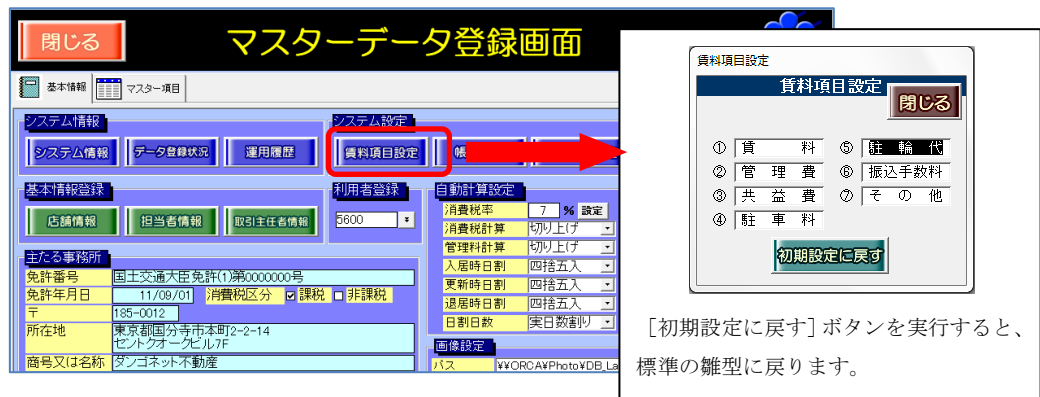 閉じる
マスターデータ登録画面
基本情報
マスター項目
システム情報
システム設定
システム情報
データ登録状況
運用履歴
賃料項目設定
帳
基本情報登録
利用者登録
自動計算設定
店舗情報
担当者情報
取引主任者情報
5600
消費税率 7 % 設定
消費税計算 切り上げ
管理料計算 切り上げ
入居時日割 四捨五入
更新時日割 四捨五入
退居時日割 四捨五入
日割日数 実日数割り
主たる事務所
免許番号 国土交通大臣免許(1)第0000000号
免許年月日 11/09/01 消費税区分 課税 非課税
〒 185-0012
所在地 東京都国分寺市本町2-2-14
セントクオークビル7F
商号又は名称 ダンゴネット不動産
画像設定
パス ¥¥ORCA¥Photo¥DB_La
賃料項目設定
賃料項目設定
閉じる
① 賃 料 ⑤ 駐 輪 代
② 管 理 費 ⑥ 振込手数料
③ 共 益 費 ⑦ そ の 他
④ 駐 車 料
初期設定に戻す
［初期設定に戻す］ボタンを実行すると、
標準の雛型に戻ります。